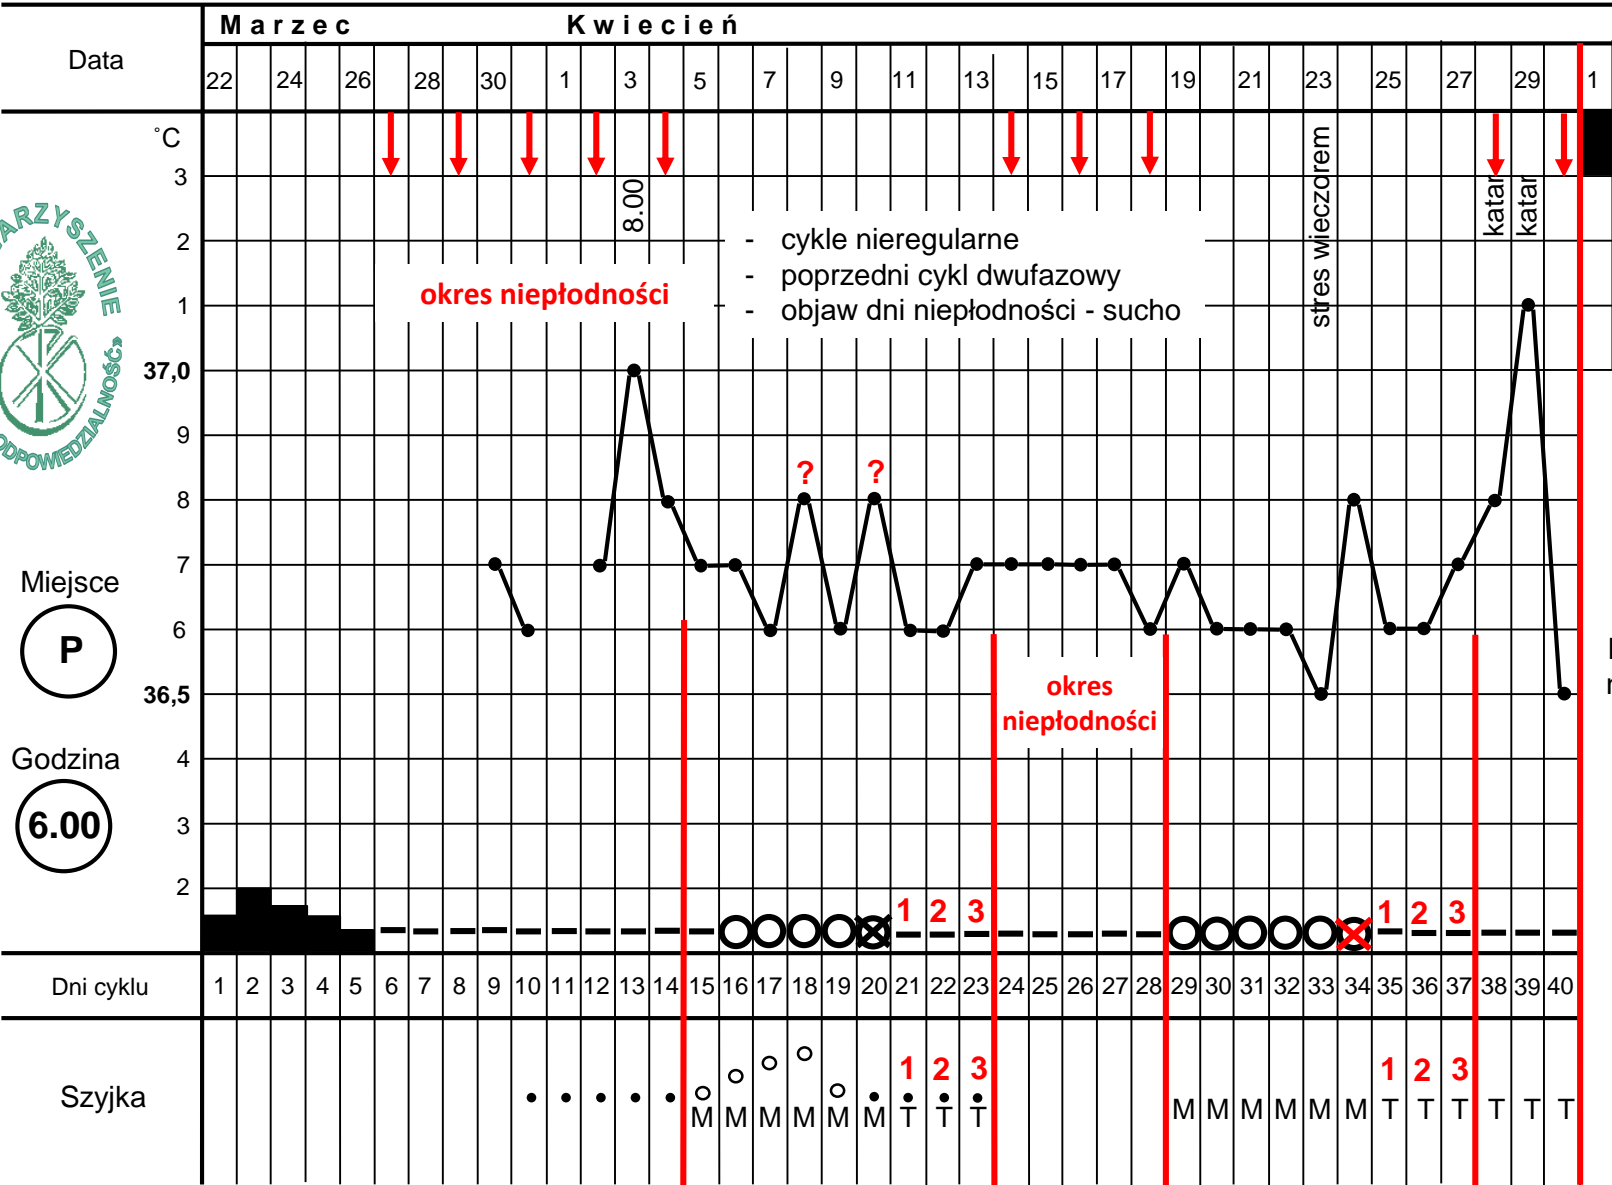 Marzec Kwiecień
Data
22 24 26 28 30 1 3 5 7 9 11 13 15 17 19 21 23 25 27 29 1
°C
3
8.00
stres wieczorem
katar
katar
2
- cykle nieregularne
- poprzedni cykl dwufazowy
- objaw dni niepłodności - sucho
okres niepłodności
1
37,0
9
? ?
8
7
Miejsce
P
6
36,5
okres
niepłodności
Godzina
6.00
4
3
2
1 2 3 1 2 3
Dni cyklu 1 2 3 4 5 6 7 8 9 10 11 12 13 14 15 16 17 18 19 20 21 22 23 24 25 26 27 28 29 30 31 32 33 34 35 36 37 38 39 40
1 2 3 1 2 3
Szyjka
M M M M M M T T T M M M M M M T T T T T T
ODPOWIEDZIALNOŚĆ»